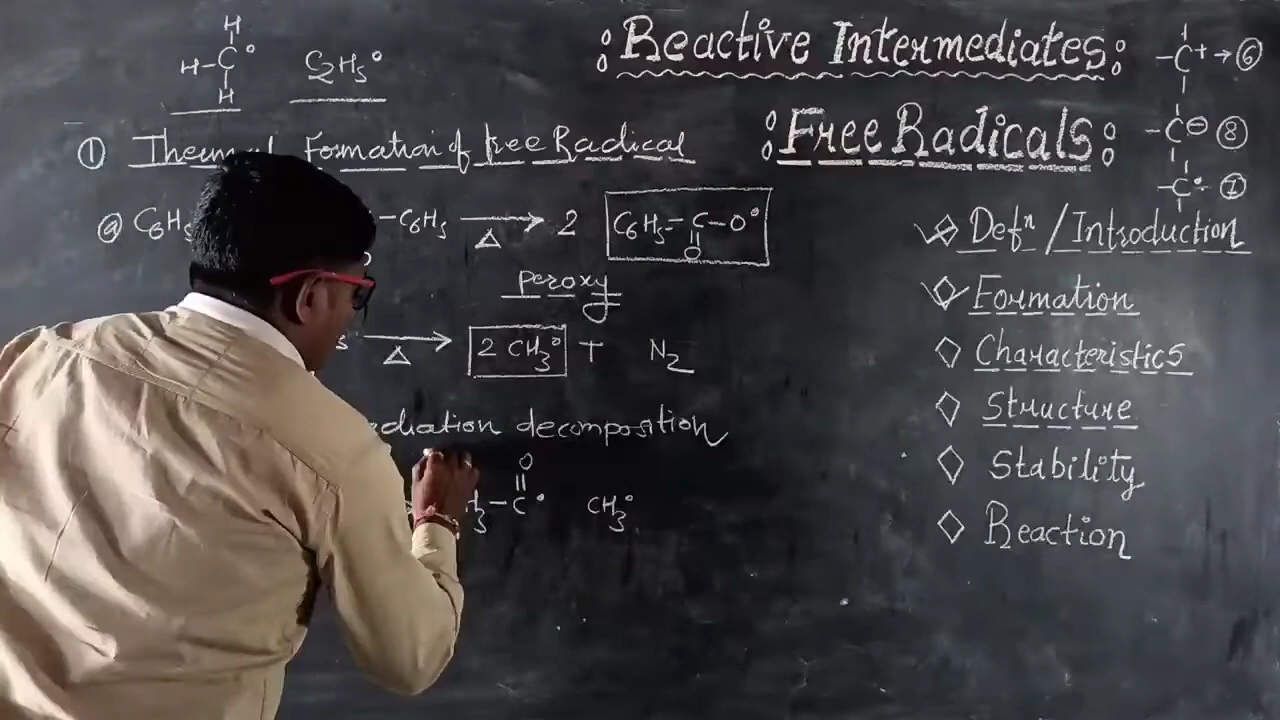 H
H-C°
H
C2H5°
① Thermal Formation of free Radical
ⓐ C6H5 -C6H5 ⟶ Δ 2 C6H5-C-O°
O
peroxy
⟶ Δ 2 CH3° + N2
decomposition
O
C• CH3°
:Reactive Intermediates:
:Free Radicals:
-C+ → ⑥
-C⊖ ⑧
-C• ⑦
Defn / Introduction
Formation
Characteristics
Structure
Stability
Reaction